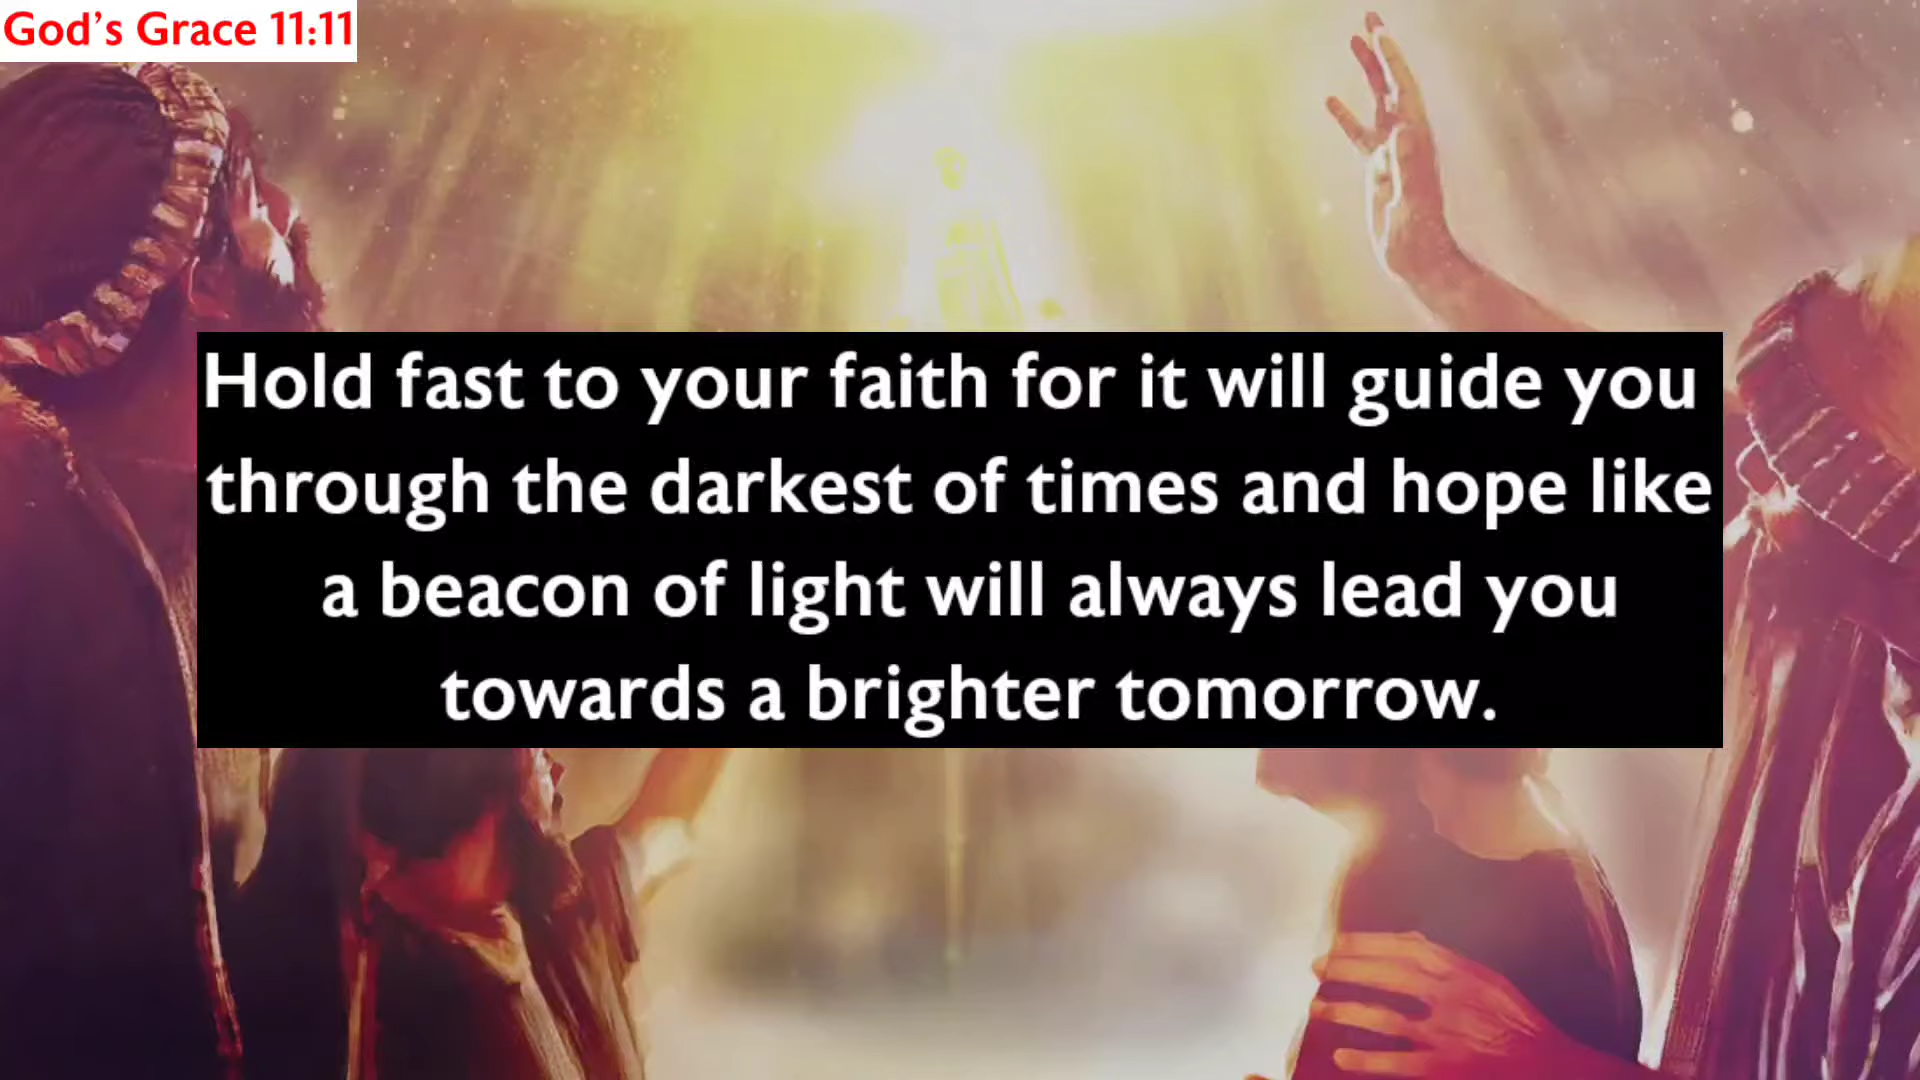 God's Grace 11:11
Hold fast to your faith for it will guide you
through the darkest of times and hope like
a beacon of light will always lead you
towards a brighter tomorrow.